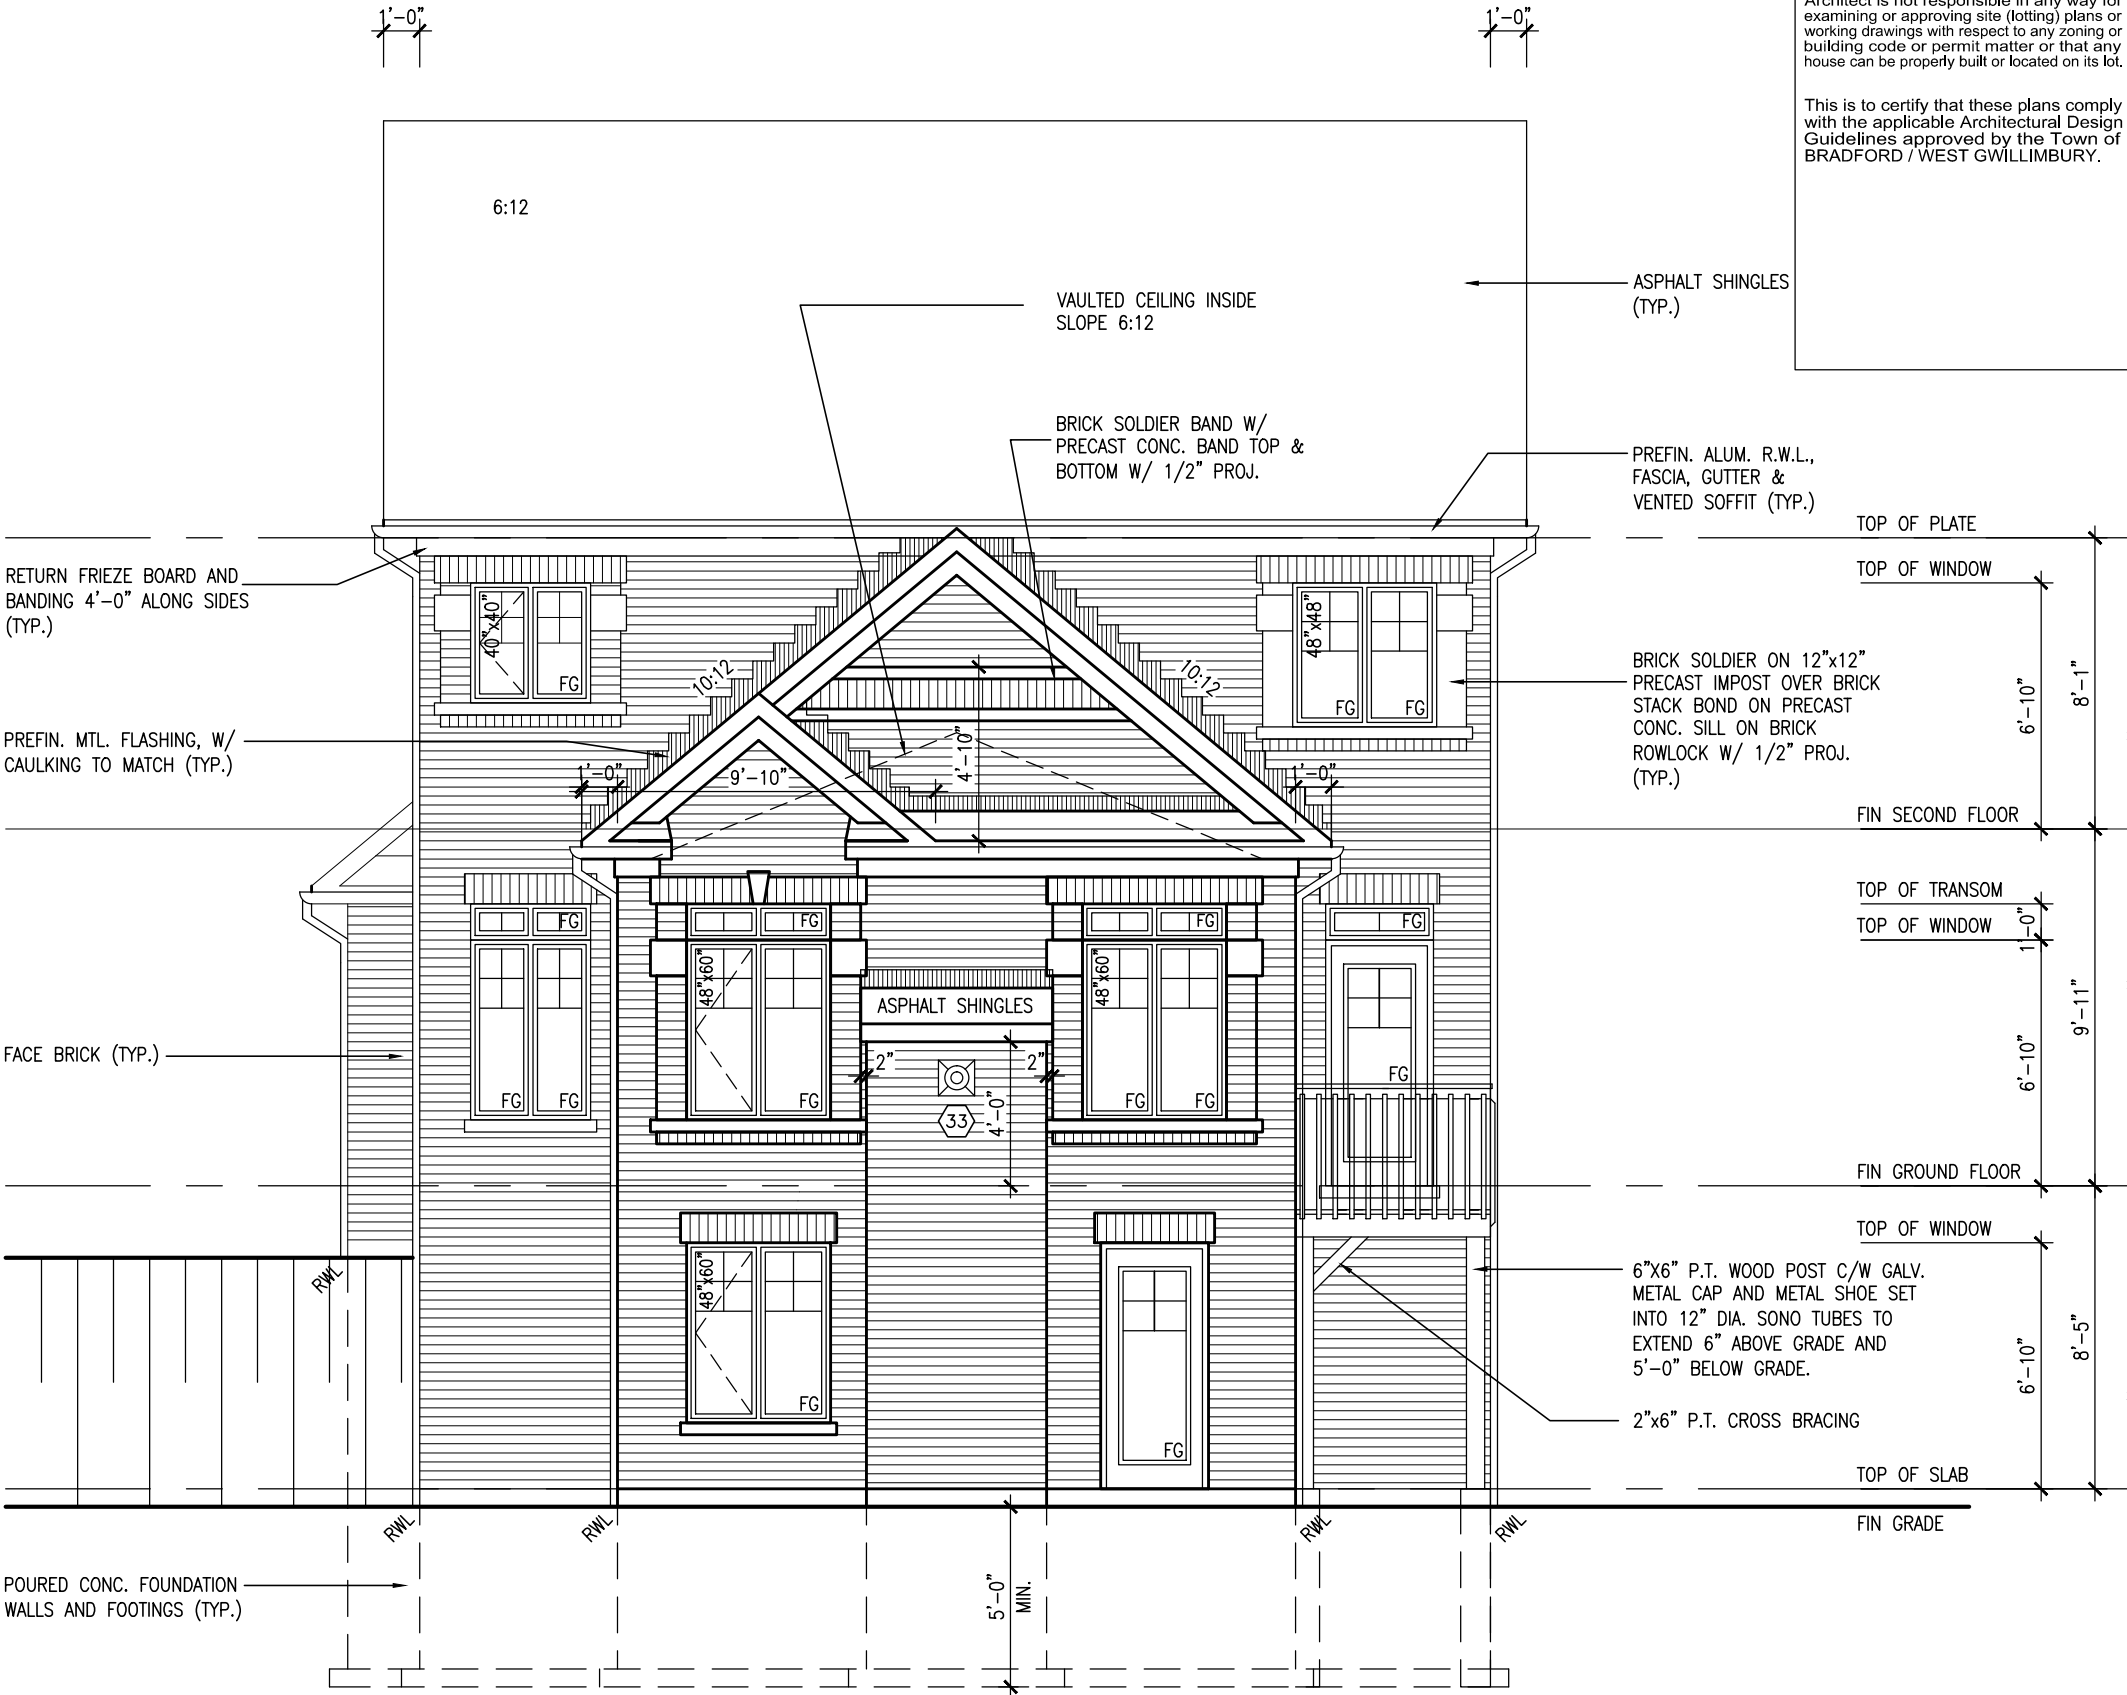 1'-0"
1'-0"
Architect is not responsible in any way for
examining or approving site (lotting) plans or
working drawings with respect to any zoning or
building code or permit matter or that any
house can be properly built or located on its lot.
This is to certify that these plans comply
with the applicable Architectural Design
Guidelines approved by the Town of
BRADFORD / WEST GWILLIMBURY.
6:12
VAULTED CEILING INSIDE
SLOPE 6:12
ASPHALT SHINGLES
(TYP.)
BRICK SOLDIER BAND W/
PRECAST CONC. BAND TOP &
BOTTOM W/ 1/2" PROJ.
PREFIN. ALUM. R.W.L.,
FASCIA, GUTTER &
VENTED SOFFIT (TYP.)
TOP OF PLATE
TOP OF WINDOW
RETURN FRIEZE BOARD AND
BANDING 4'-0" ALONG SIDES
(TYP.)
40"x40"
FG
10:12
10:12
48"x48"
FG
FG
BRICK SOLDIER ON 12"x12"
PRECAST IMPOST OVER BRICK
STACK BOND ON PRECAST
CONC. SILL ON BRICK
ROWLOCK W/ 1/2" PROJ.
(TYP.)
6'-10"
8'-1"
PREFIN. MTL. FLASHING, W/
CAULKING TO MATCH (TYP.)
1'-0"
9'-10"
4'-10"
1'-0"
FIN SECOND FLOOR
TOP OF TRANSOM
TOP OF WINDOW
1'-0"
FG
FG
FG
FG
48"x60"
48"x60"
ASPHALT SHINGLES
FACE BRICK (TYP.)
2"
2"
FG
FG
FG
FG
FG
FG
33
4'-0"
6'-10"
9'-11"
FIN GROUND FLOOR
TOP OF WINDOW
RWL
48"x60"
FG
FG
6"X6" P.T. WOOD POST C/W GALV.
METAL CAP AND METAL SHOE SET
INTO 12" DIA. SONO TUBES TO
EXTEND 6" ABOVE GRADE AND
5'-0" BELOW GRADE.
6'-10"
8'-5"
2"x6" P.T. CROSS BRACING
TOP OF SLAB
FIN GRADE
RWL
RWL
RWL
RWL
POURED CONC. FOUNDATION
WALLS AND FOOTINGS (TYP.)
5'-0"
MIN.